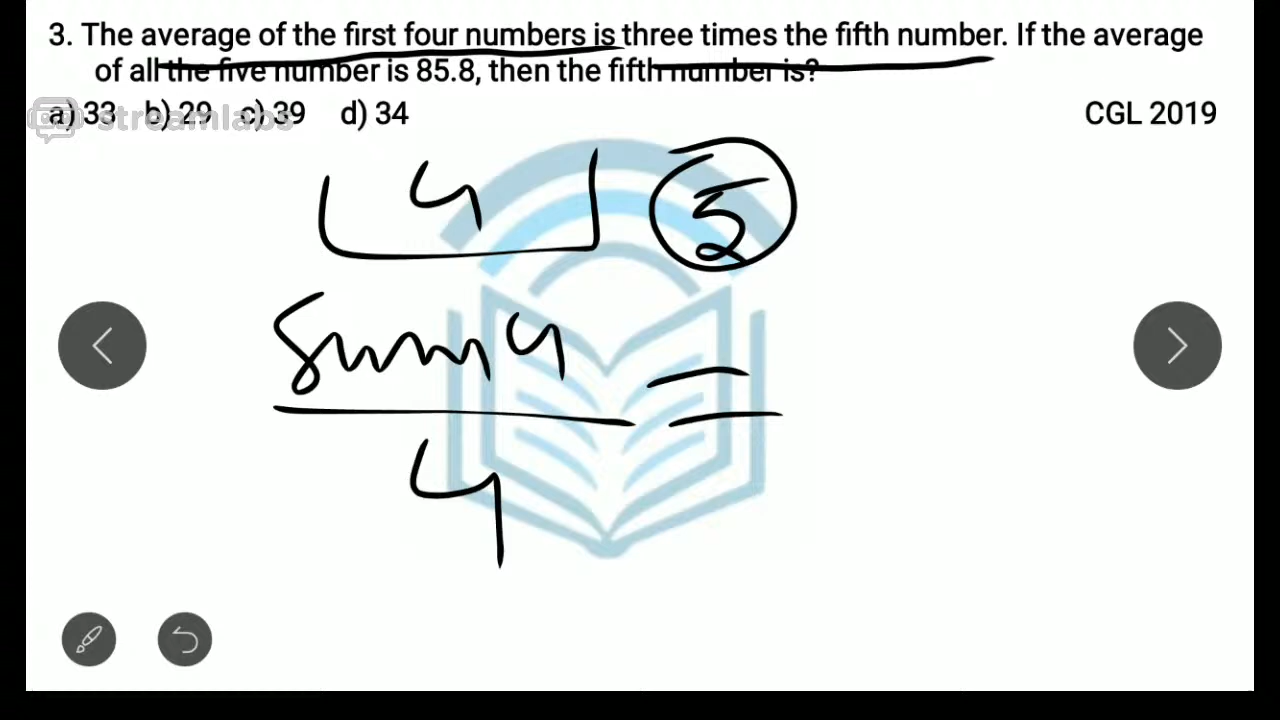 3. The average of the first four numbers is three times the fifth number. If the average
of all the five number is 85.8, then the fifth number is?
a) 33 b) 29 c) 39 d) 34 CGL 2019
streamlabs
4 5
Sum 4 =
4